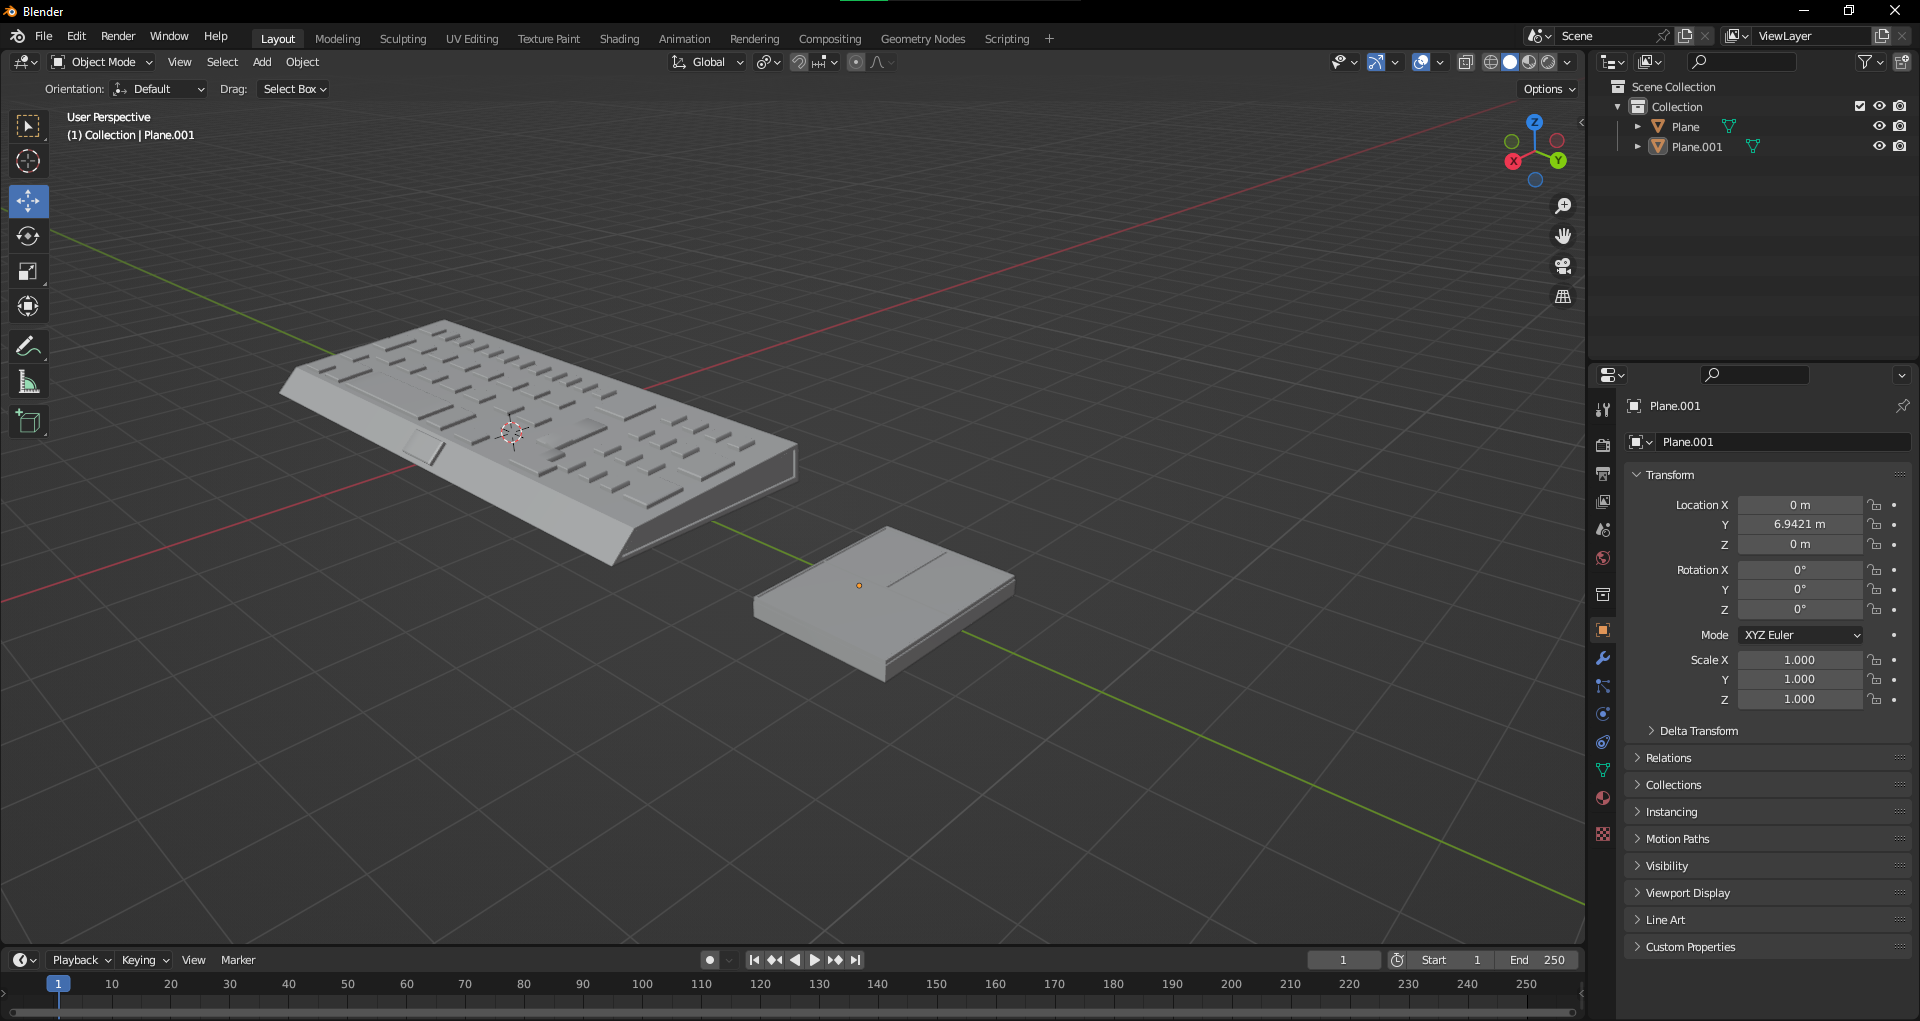 Blender
File Edit Render Window Help Layout Modeling Sculpting UV Editing Texture Paint Shading Animation Rendering Compositing Geometry Nodes Scripting + Scene ViewLayer
Object Mode View Select Add Object Global
Orientation: Default Drag: Select Box Options
User Perspective
(1) Collection | Plane.001
Z
X
Y
Scene Collection
Collection
Plane
Plane.001
Plane.001
Plane.001
Transform
Location X 0 m
Y 6.9421 m
Z 0 m
Rotation X 0°
Y 0°
Z 0°
Mode XYZ Euler
Scale X 1.000
Y 1.000
Z 1.000
Delta Transform
Relations
Collections
Instancing
Motion Paths
Visibility
Viewport Display
Line Art
Custom Properties
Playback Keying View Marker 1 Start 1 End 250
1 10 20 30 40 50 60 70 80 90 100 110 120 130 140 150 160 170 180 190 200 210 220 230 240 250